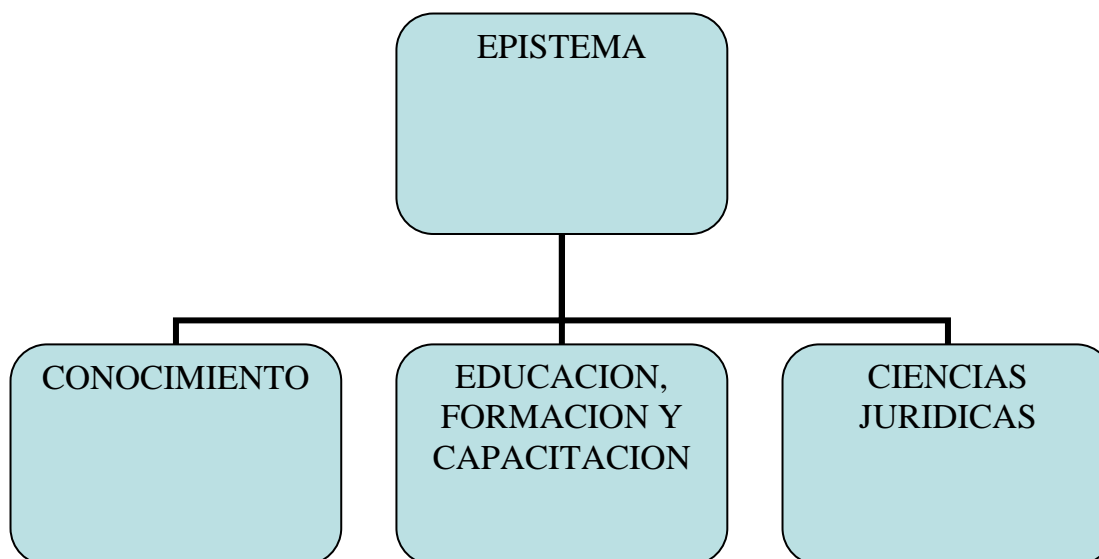 EPISTEMA
CONOCIMIENTO
EDUCACION,
FORMACION Y
CAPACITACION
CIENCIAS
JURIDICAS